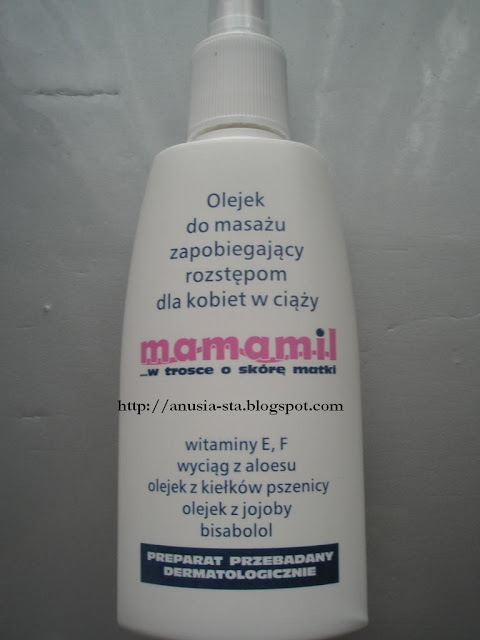 Olejek
do masażu
zapobiegający
rozstępom
dla kobiet w ciąży
m.a.m.a.m.i.l
...w trosce o skórę matki
http://anusia-sta.blogspot.com
witaminy E, F
wyciąg z aloesu
olejek z kiełków pszenicy
olejek z jojoby
bisabolol
PREPARAT PRZEBADANY
DERMATOLOGICZNIE